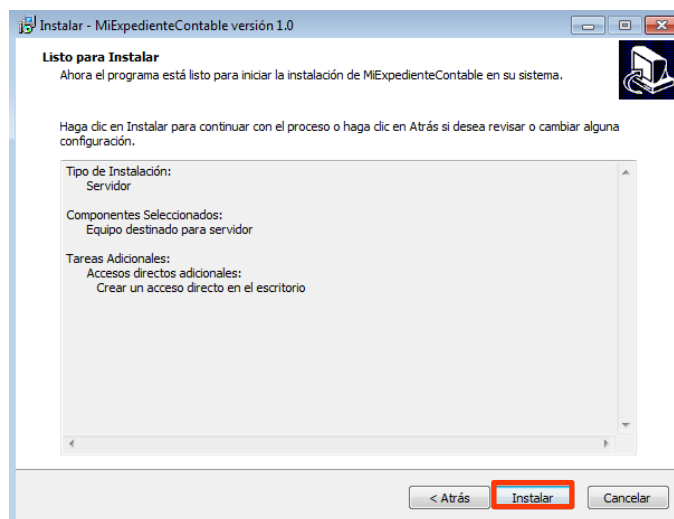 Instalar - MiExpedienteContable versión 1.0
Listo para Instalar
Ahora el programa está listo para iniciar la instalación de MiExpedienteContable en su sistema.
Haga clic en Instalar para continuar con el proceso o haga clic en Atrás si desea revisar o cambiar alguna
configuración.
Tipo de Instalación:
Servidor
Componentes Seleccionados:
Equipo destinado para servidor
Tareas Adicionales:
Accesos directos adicionales:
Crear un acceso directo en el escritorio
< Atrás Instalar Cancelar